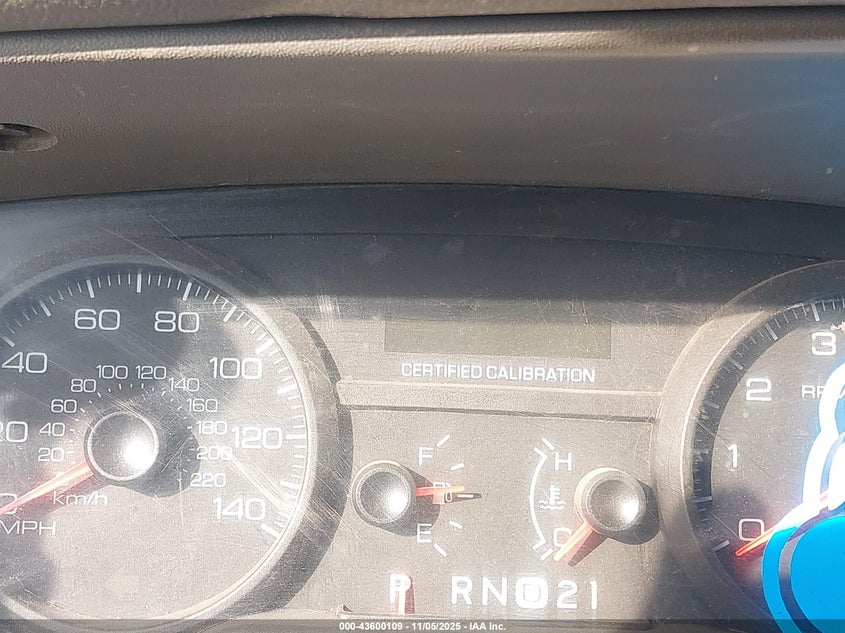 20 40 60 80 100 120 140
20 40 60 80 100 120 140 160 180 200 220
km/h
0
MPH
CERTIFIED CALIBRATION
F
E
H
C
P R N D 2 1
0 1 2 3
000-43600109 - 11/05/2025 - IAA Inc.